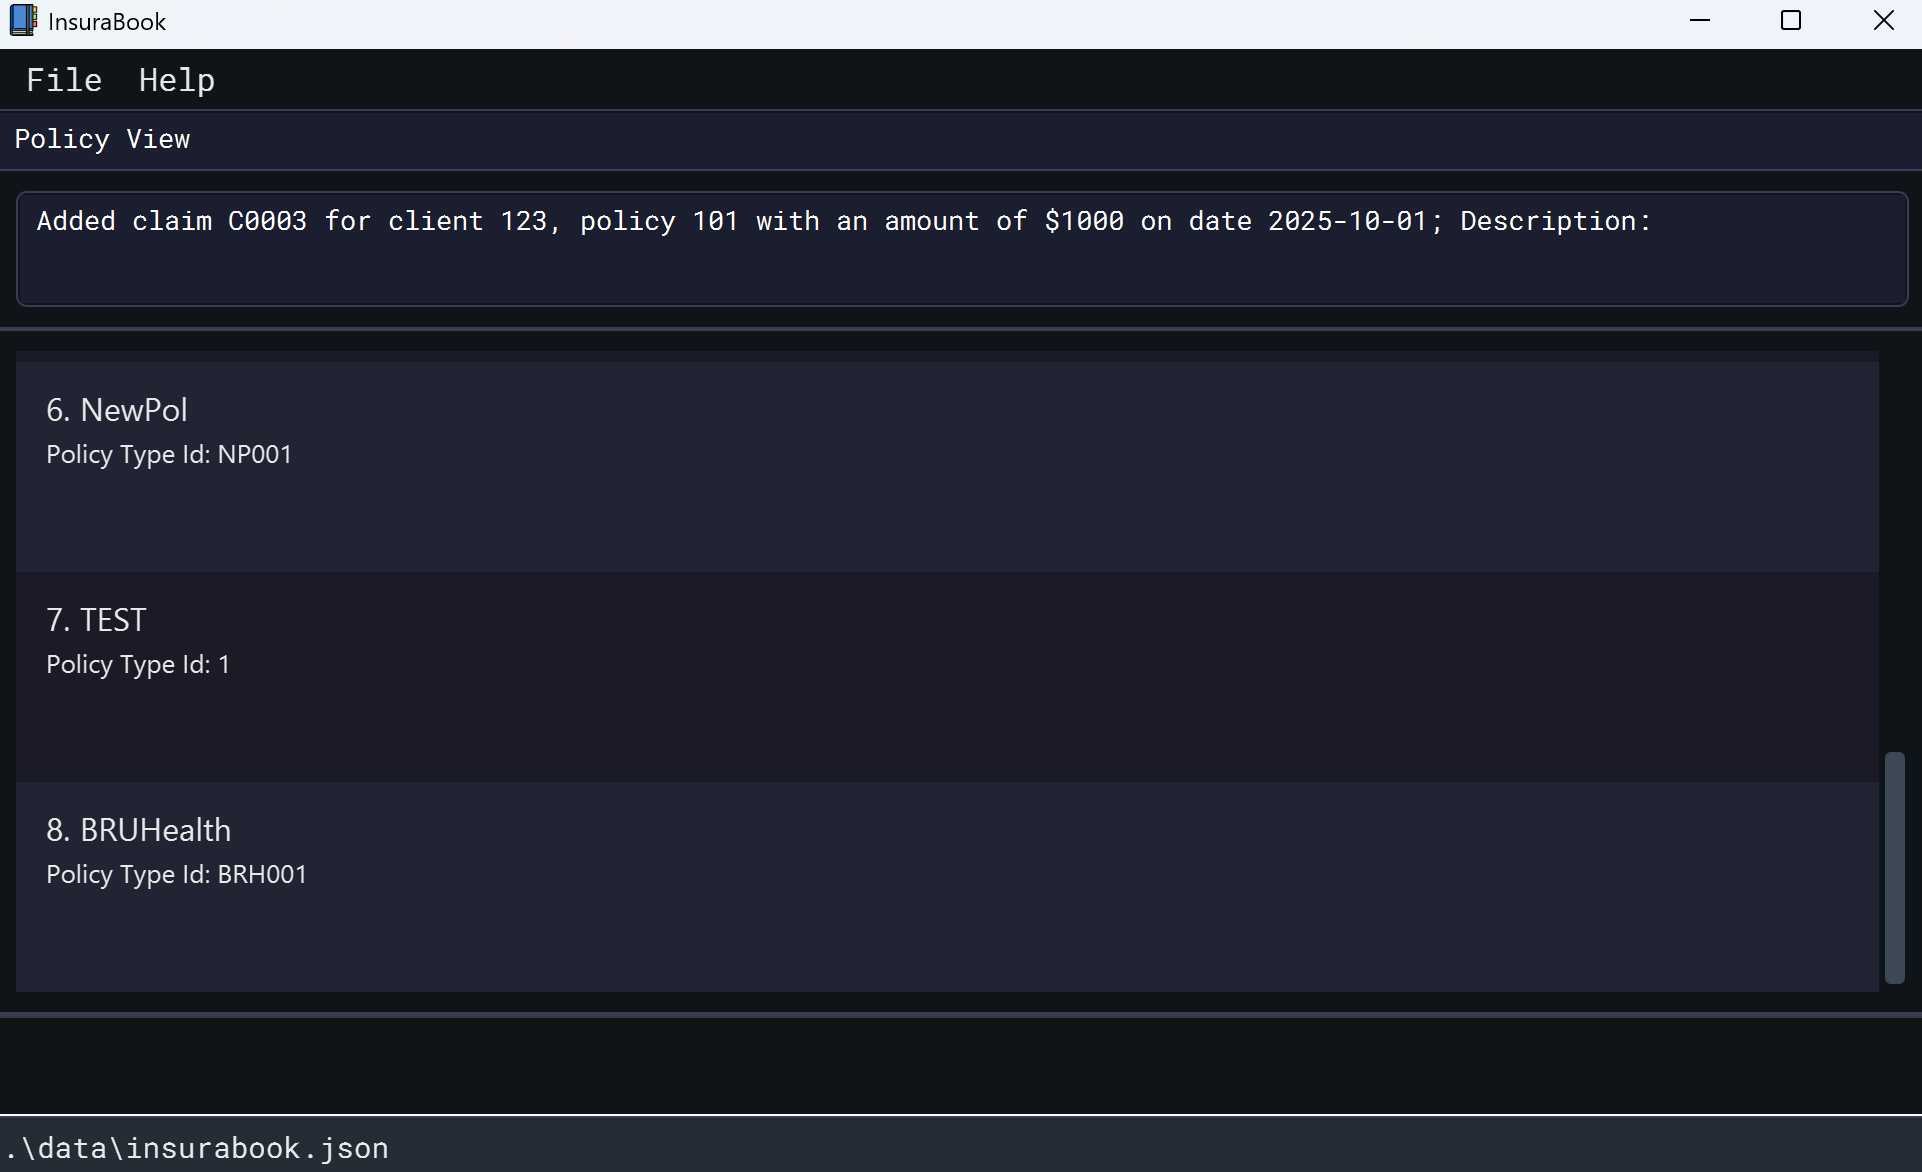 InsuraBook
File Help
Policy View
Added claim C0003 for client 123, policy 101 with an amount of $1000 on date 2025-10-01; Description:
6. NewPol
Policy Type Id: NP001
7. TEST
Policy Type Id: 1
8. BRUHealth
Policy Type Id: BRH001
.\data\insurabook.json